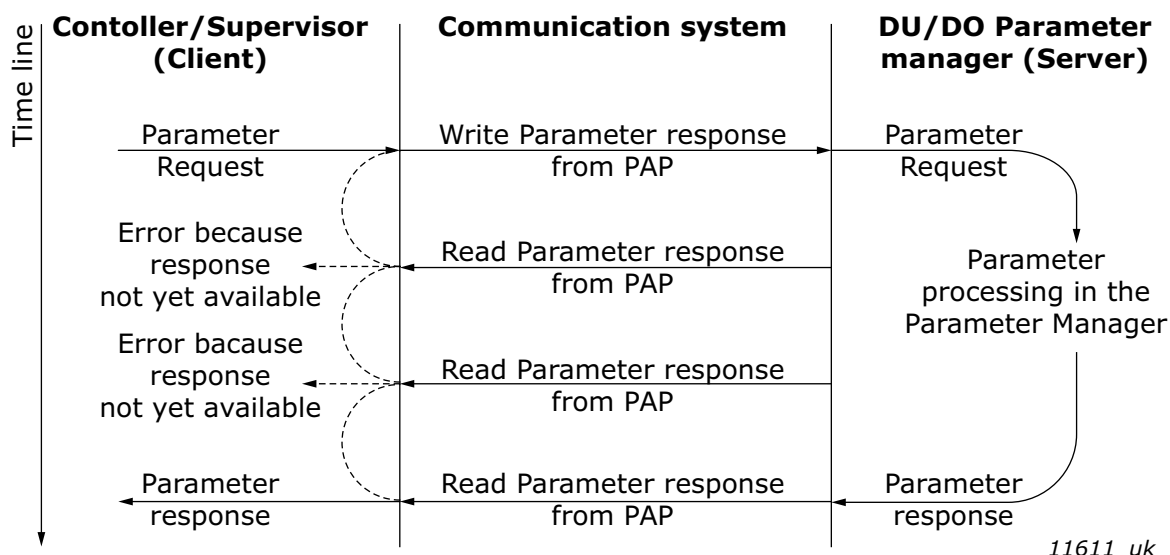 Time line
Contoller/Supervisor
(Client)
Communication system
DU/DO Parameter
manager (Server)
Parameter
Request
Write Parameter response
from PAP
Parameter
Request
Error because
response
not yet available
Read Parameter response
from PAP
Parameter
processing in the
Parameter Manager
Error bacause
response
not yet available
Read Parameter response
from PAP
Parameter
response
Read Parameter response
from PAP
Parameter
response
11611_uk